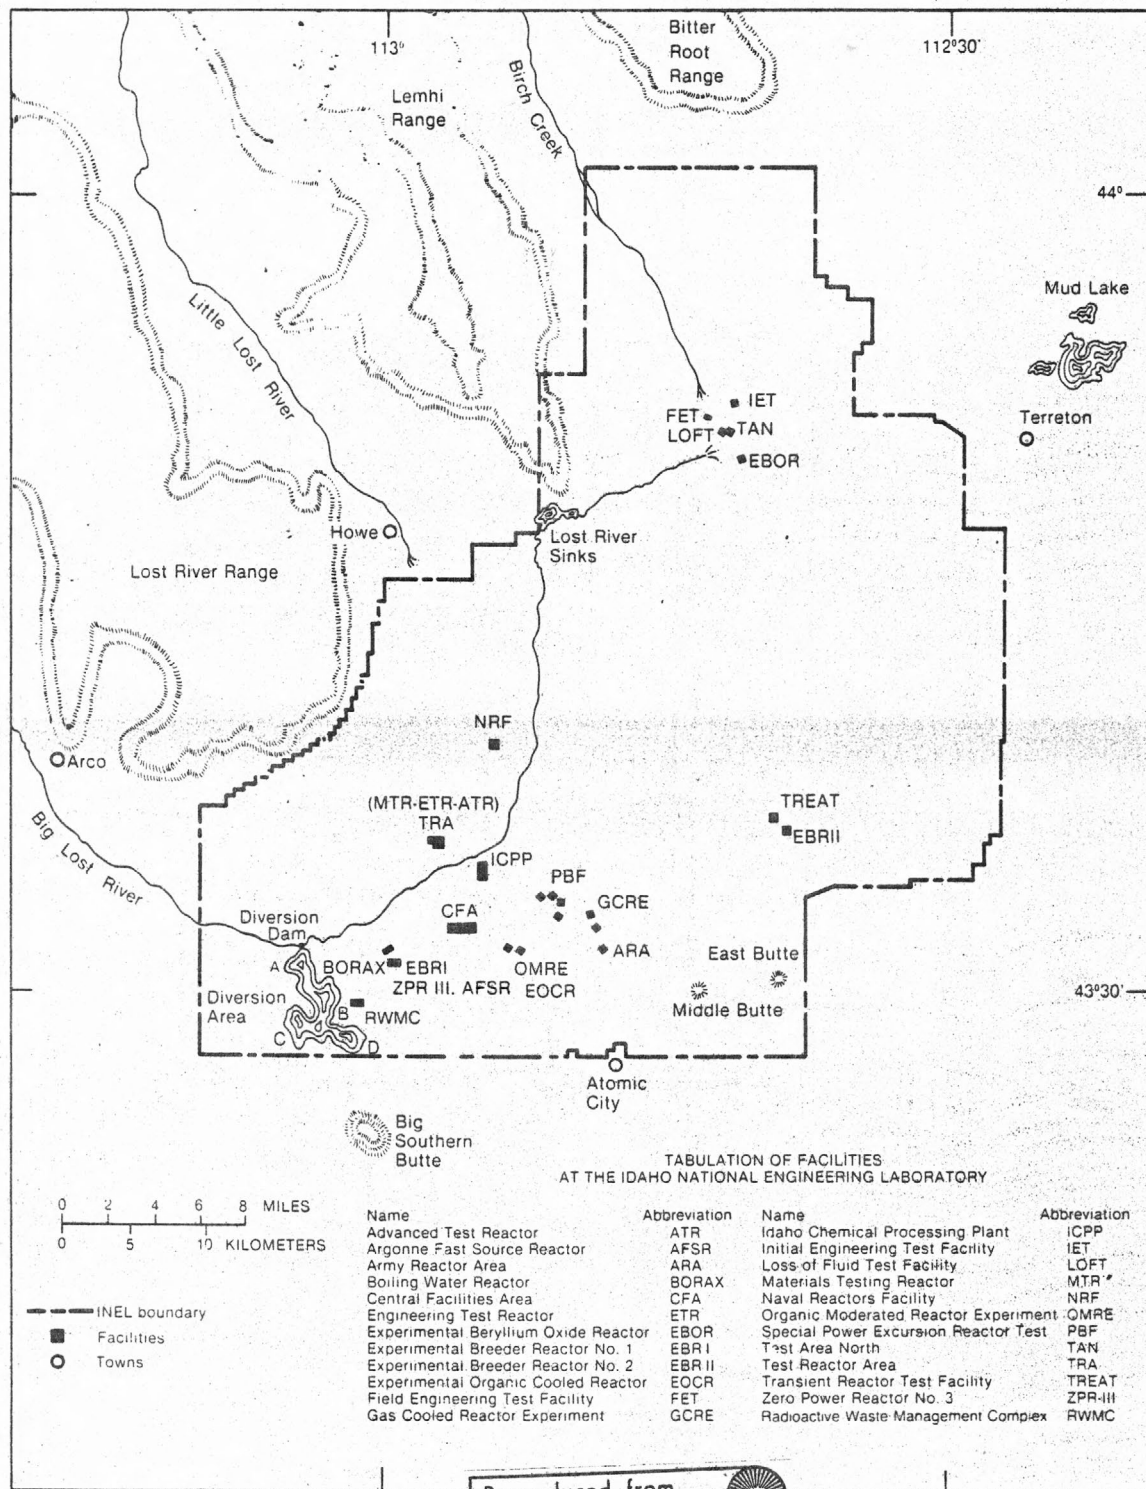 113°
112°30'
Bitter
Root
Range
Lemhi
Range
Birch Creek
44°
Mud Lake
Little Lost River
IET
FET
LOFT
TAN
EBOR
Terreton
Howe
Lost River
Sinks
Lost River Range
NRF
Arco
(MTR-ETR-ATR)
TRA
TREAT
EBRII
Big Lost River
ICPP
PBF
GCRE
CFA
Diversion
Dam
ARA
A
BORAX
EBRI
OMRE
East Butte
ZPR III. AFSR
EOCR
43°30'
Diversion
Area
B
RWMC
Middle Butte
C
D
Atomic
City
Big
Southern
Butte
TABULATION OF FACILITIES
AT THE IDAHO NATIONAL ENGINEERING LABORATORY
0 2 4 6 8 MILES
0 5 10 KILOMETERS
INEL boundary
Facilities
Towns
Name Abbreviation Name Abbreviation
Advanced Test Reactor ATR Idaho Chemical Processing Plant ICPP
Argonne Fast Source Reactor AFSR Initial Engineering Test Facility IET
Army Reactor Area ARA Loss of Fluid Test Facility LOFT
Boiling Water Reactor BORAX Materials Testing Reactor MTR
Central Facilities Area CFA Naval Reactors Facility NRF
Engineering Test Reactor ETR Organic Moderated Reactor Experiment OMRE
Experimental Beryllium Oxide Reactor EBOR Special Power Excursion Reactor Test PBF
Experimental Breeder Reactor No. 1 EBR I Test Area North TAN
Experimental Breeder Reactor No. 2 EBR II Test Reactor Area TRA
Experimental Organic Cooled Reactor EOCR Transient Reactor Test Facility TREAT
Field Engineering Test Facility FET Zero Power Reactor No. 3 ZPR-III
Gas Cooled Reactor Experiment GCRE Radioactive Waste Management Complex RWMC
from